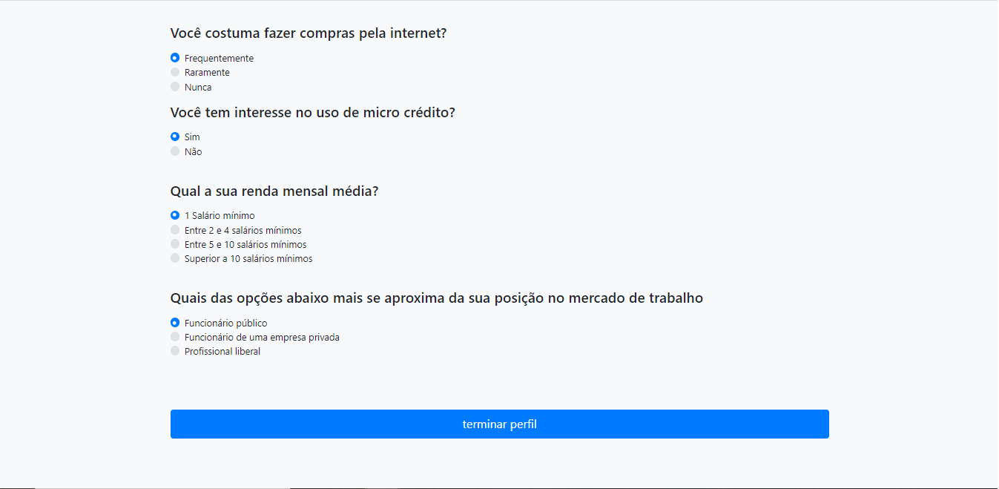 Você costuma fazer compras pela internet?
Frequentemente
Raramente
Nunca
Você tem interesse no uso de micro crédito?
Sim
Não
Qual a sua renda mensal média?
1 Salário mínimo
Entre 2 e 4 salários mínimos
Entre 5 e 10 salários mínimos
Superior a 10 salários mínimos
Quais das opções abaixo mais se aproxima da sua posição no mercado de trabalho
Funcionário público
Funcionário de uma empresa privada
Profissional liberal
terminar perfil